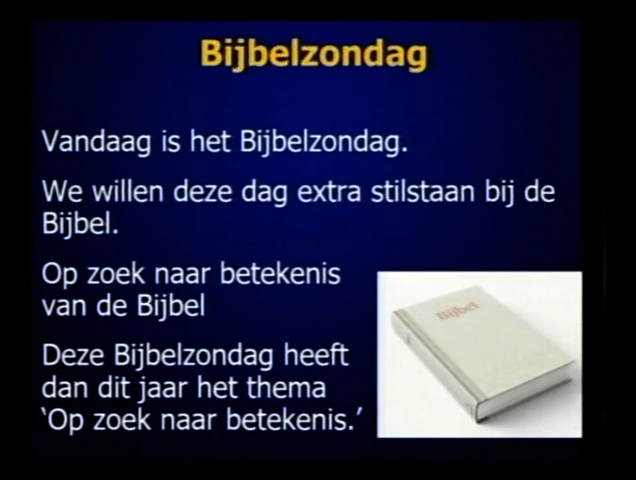 Bijbelzondag
Vandaag is het Bijbelzondag.
We willen deze dag extra stilstaan bij de
Bijbel.
Op zoek naar betekenis
van de Bijbel
Deze Bijbelzondag heeft
dan dit jaar het thema
‘Op zoek naar betekenis.’
Bijbel